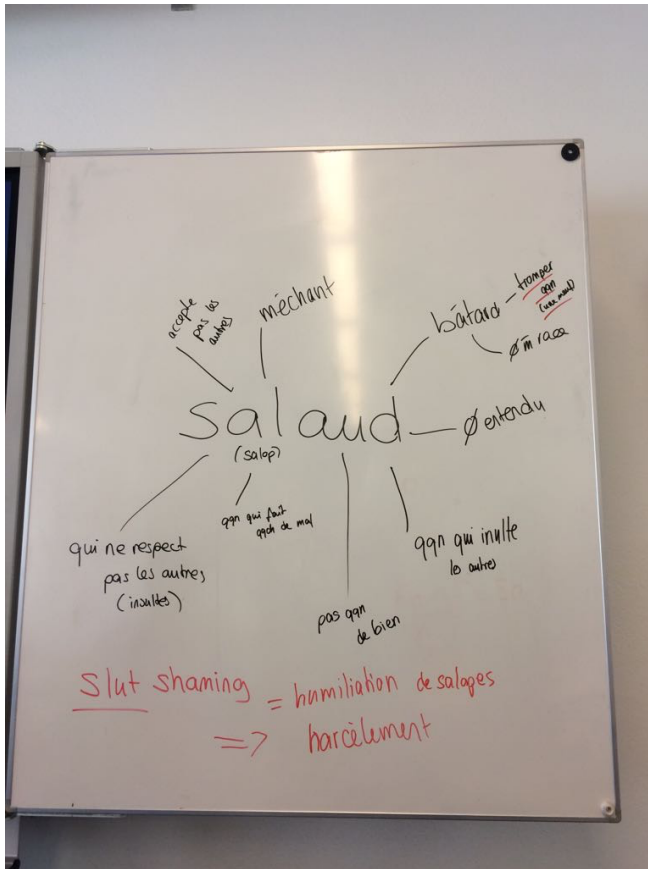 accepte
pas les
autres
méchant
bâtard
tromper
qqn
(une meuf)
ø m̂ race
salaud
(salop)
ø entendu
qui ne respect
pas les autres
(insultes)
qqn qui fait
qqch de mal
pas qqn
de bien
qqn qui inulte
les autres
Slut shaming = humiliation de salopes
=> harcèlement